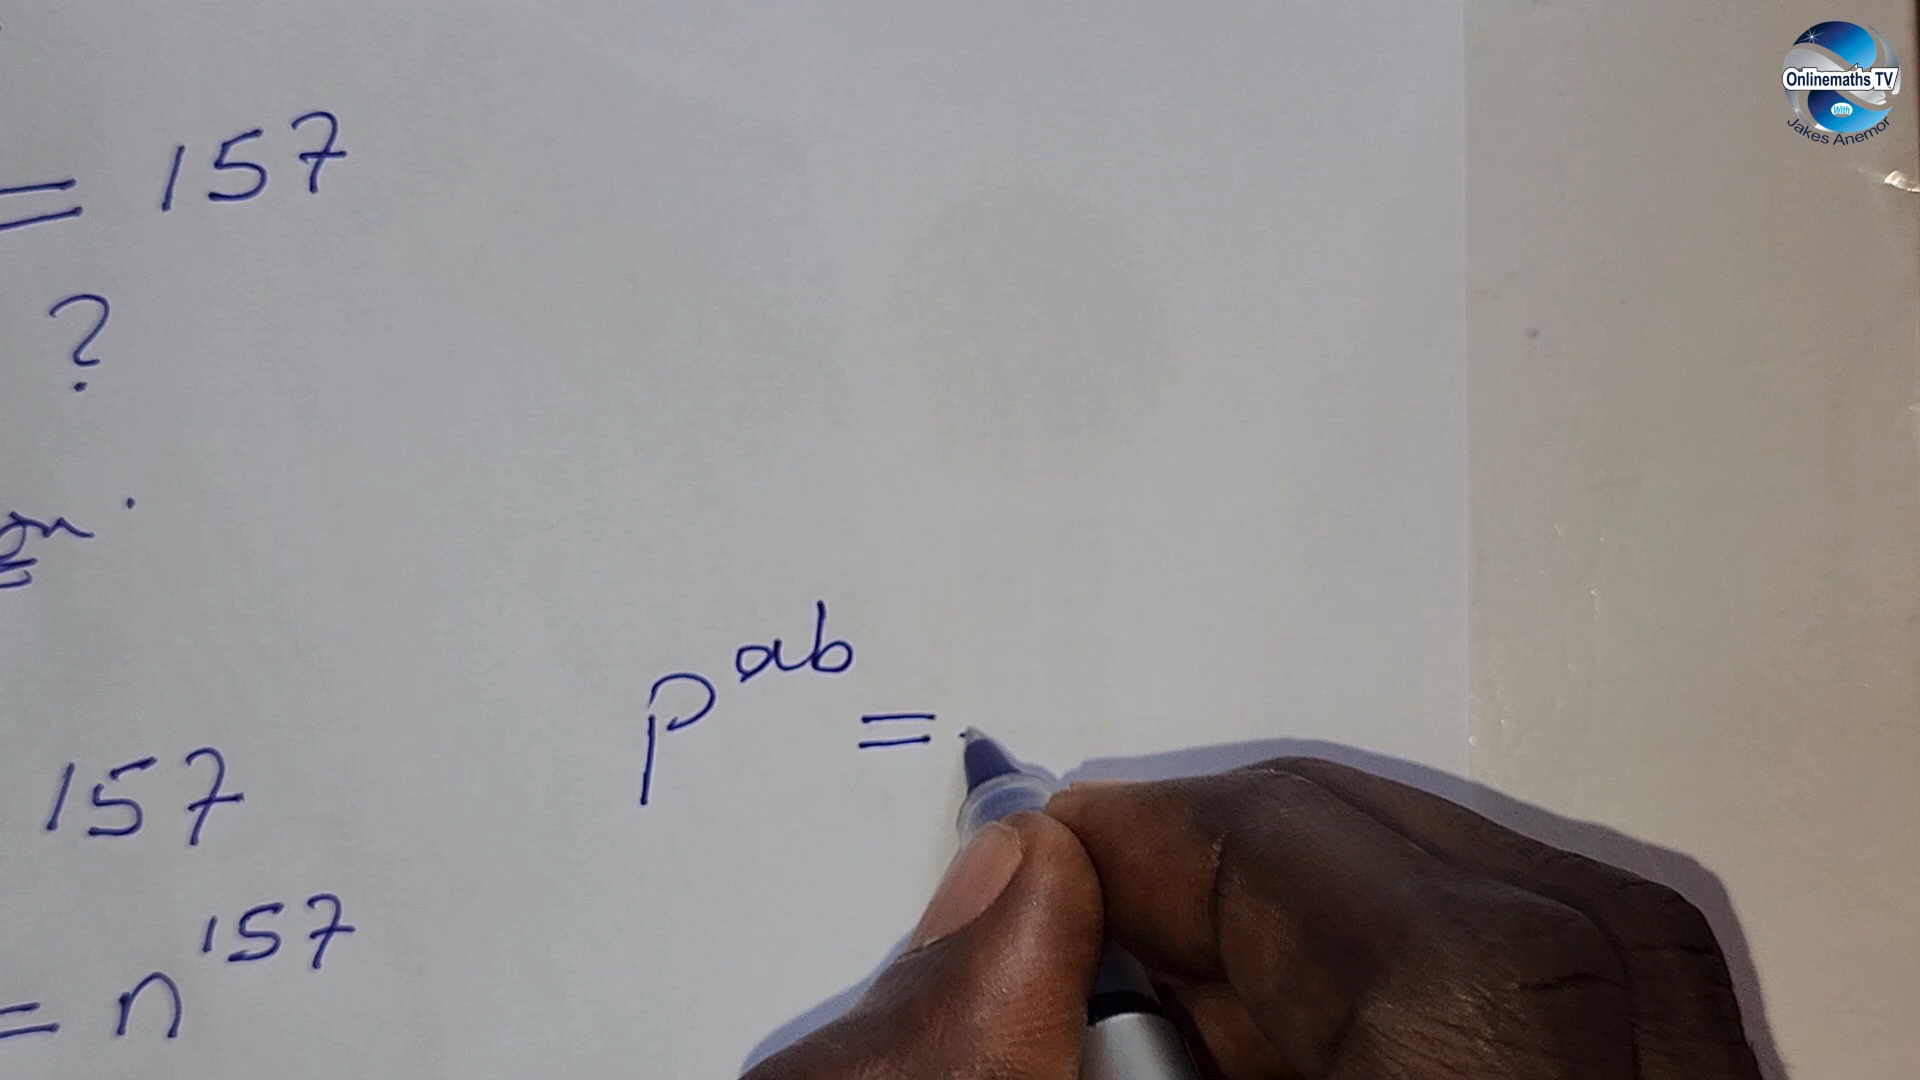 Onlinemaths TV
With
Jakes Anemor
= 157
?
157
p^ab =
= n^157